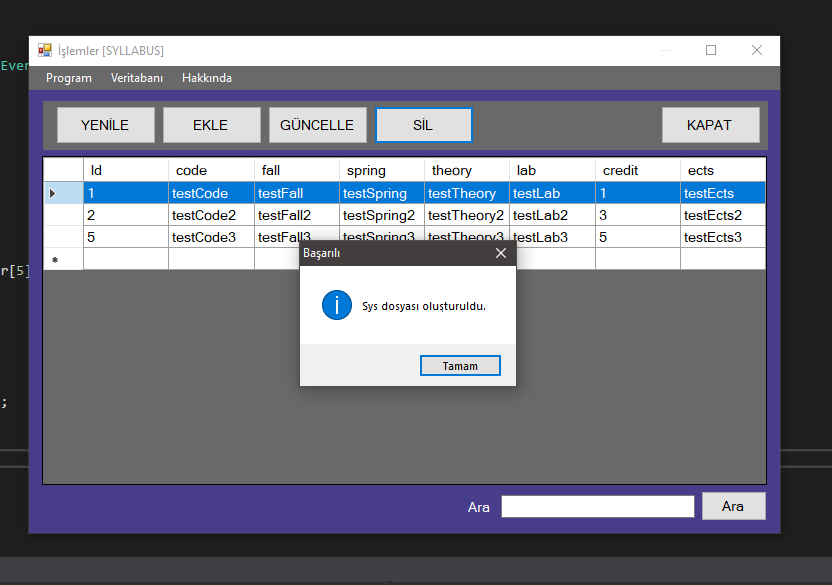 İşlemler [SYLLABUS]
Even
Program Veritabanı Hakkında
YENİLE EKLE GÜNCELLE SİL KAPAT
Id code fall spring theory lab credit ects
1 testCode testFall testSpring testTheory testLab 1 testEcts
2 testCode2 testFall2 testSpring2 testTheory2 testLab2 3 testEcts2
5 testCode3 testFall3 testSpring3 testTheory3 testLab3 5 testEcts3
Başarılı
r[5]
Sys dosyası oluşturuldu.
Tamam
;
Ara Ara